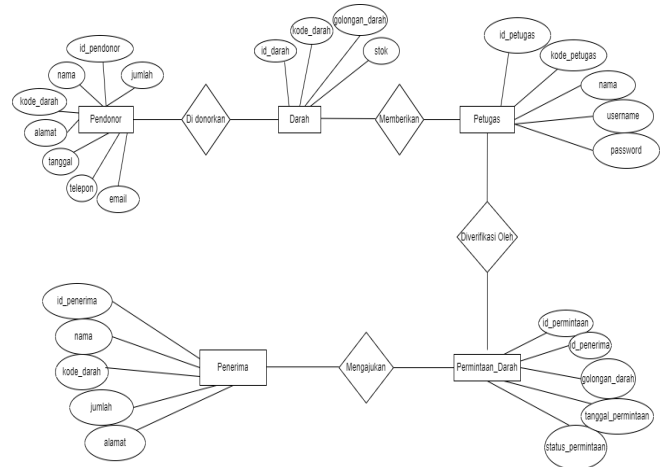 id_pendonor
nama
jumlah
kode_darah
alamat
tanggal
telepon
email
Pendonor
Di donorkan
id_darah
kode_darah
golongan_darah
stok
Darah
Memberikan
id_petugas
kode_petugas
nama
username
password
Petugas
Diverifikasi Oleh
id_penerima
nama
kode_darah
jumlah
alamat
Penerima
Mengajukan
Permintaan_Darah
id_permintaan
id_penerima
golongan_darah
tanggal_permintaan
status_permintaan